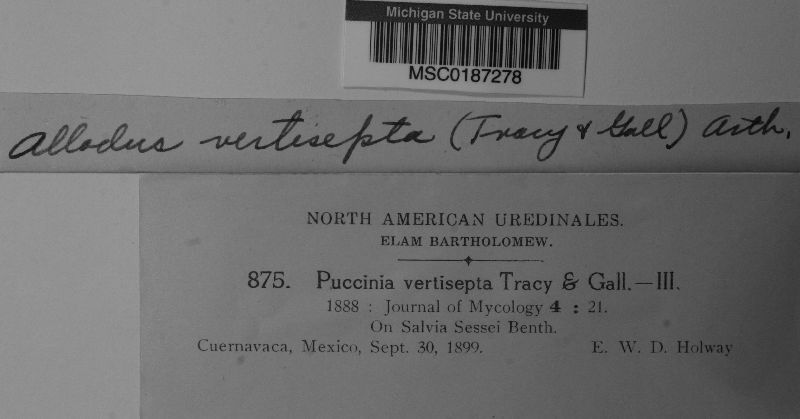 Michigan State University
MSC0187278
Allodus vertisepta (Tracy & Gall) Arth.
NORTH AMERICAN UREDINALES.
ELAM BARTHOLOMEW.
875. Puccinia vertisepta Tracy & Gall.—III.
1888 : Journal of Mycology 4 : 21.
On Salvia Sessei Benth.
Cuernavaca, Mexico, Sept. 30, 1899. E. W. D. Holway